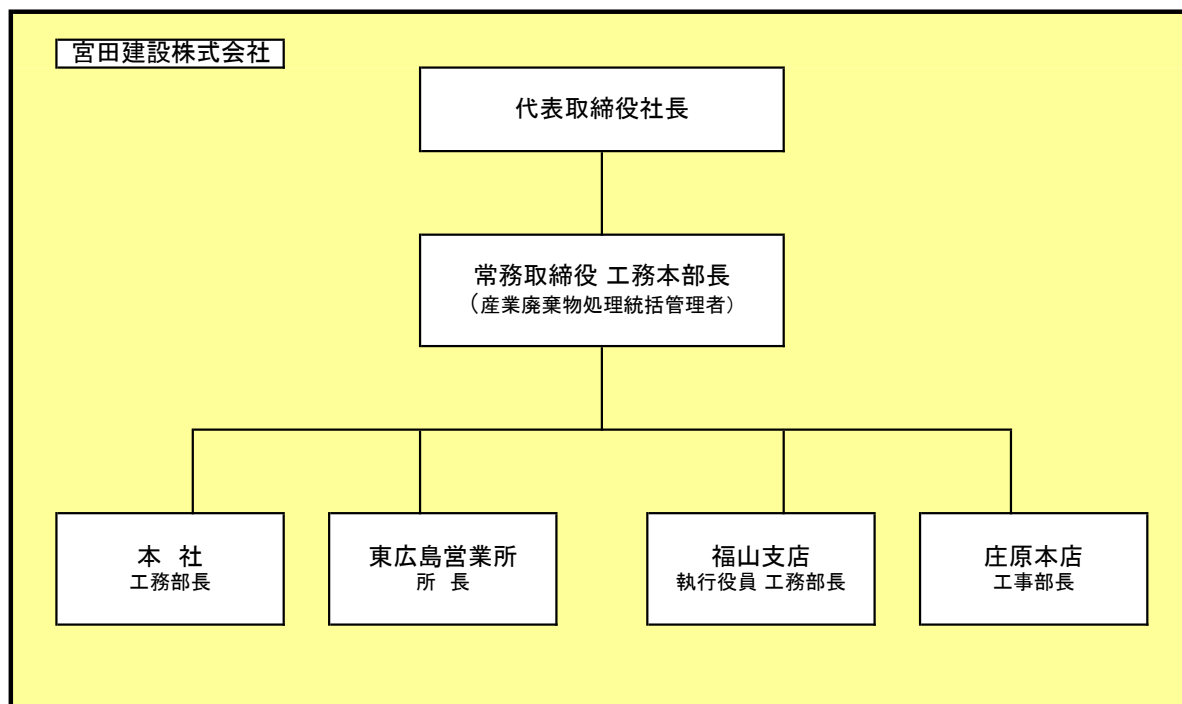 宮田建設株式会社
代表取締役社長
常務取締役 工務本部長
（産業廃棄物処理統括管理者）
本 社
工務部長
東広島営業所
所 長
福山支店
執行役員 工務部長
庄原本店
工事部長